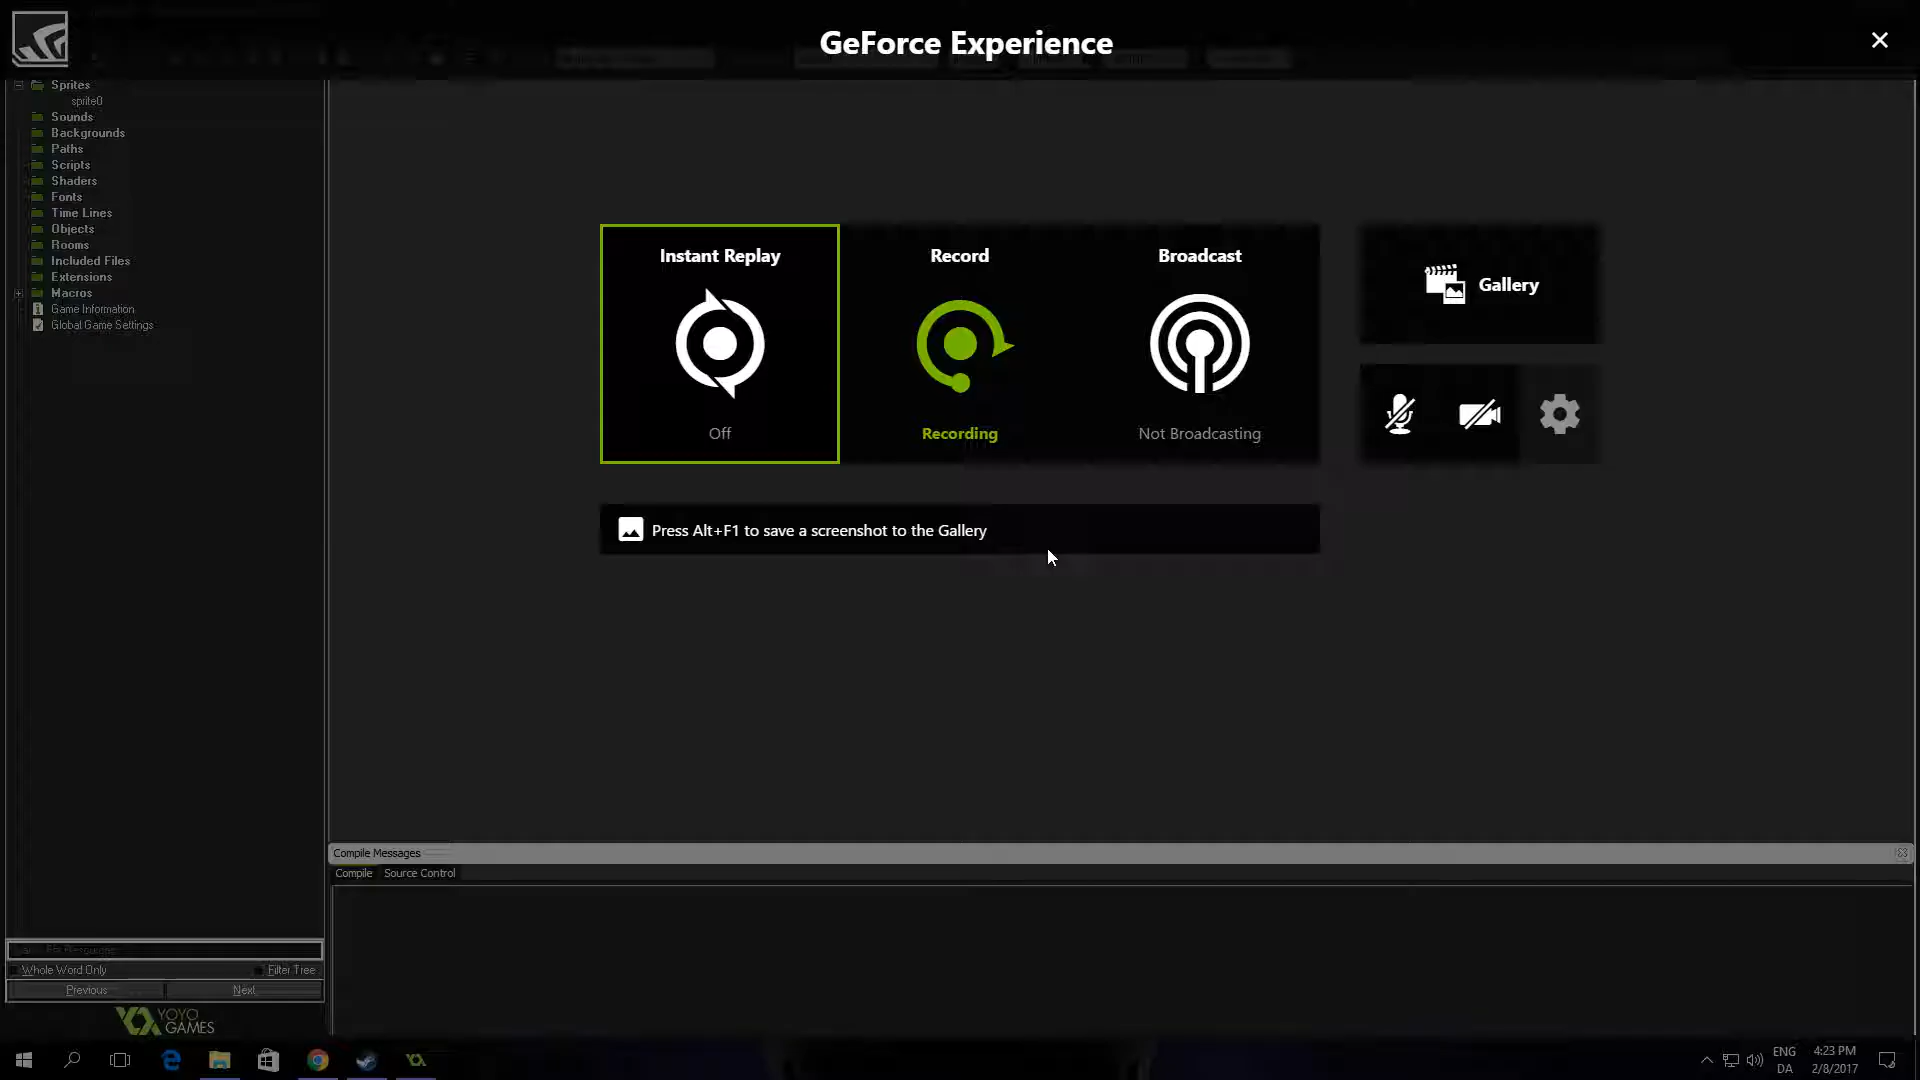 GeForce Experience
Sprites
sprite0
Sounds
Backgrounds
Paths
Scripts
Shaders
Fonts
Time Lines
Objects
Rooms
Included Files
Extensions
Macros
Game Information
Global Game Settings
Instant Replay
Off
Record
Recording
Broadcast
Not Broadcasting
Gallery
Press Alt+F1 to save a screenshot to the Gallery
Compile Messages
Compile
Source Control
Whole Word Only
Filter Tree
Previous
Next
YOYO
GAMES
ENG
DA
4:23 PM
2/8/2017